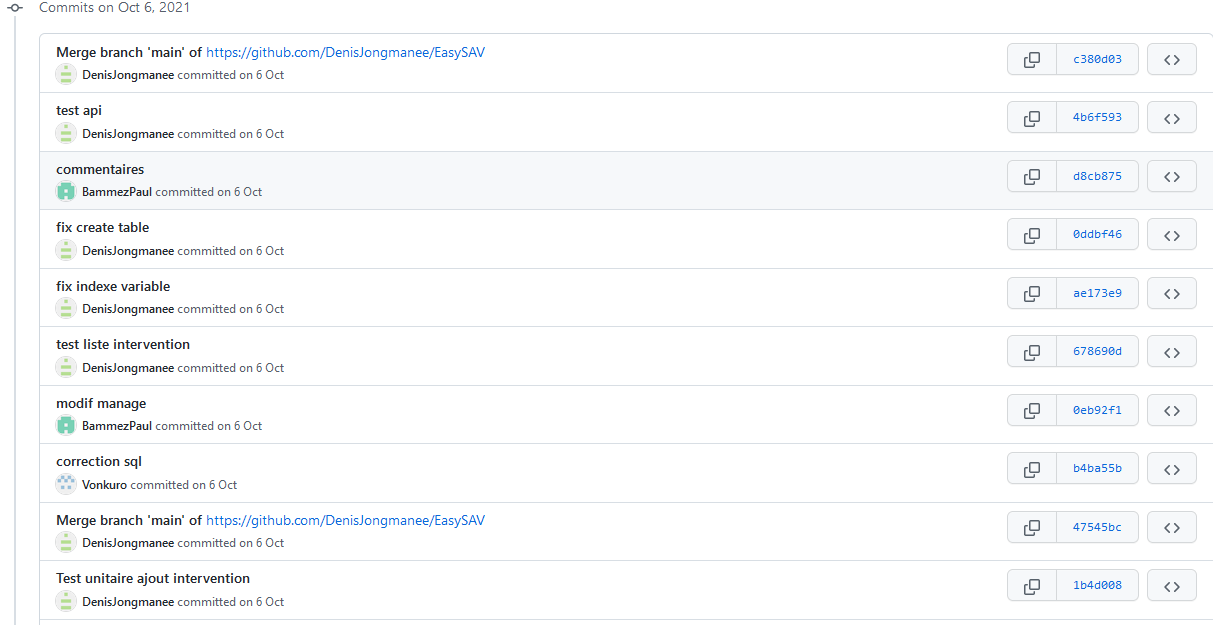 Commits on Oct 6, 2021
Merge branch 'main' of https://github.com/DenisJongmanee/EasySAV
DenisJongmanee committed on 6 Oct
c380d03
test api
DenisJongmanee committed on 6 Oct
4b6f593
commentaires
BammezPaul committed on 6 Oct
d8cb875
fix create table
DenisJongmanee committed on 6 Oct
0ddbf46
fix indexe variable
DenisJongmanee committed on 6 Oct
ae173e9
test liste intervention
DenisJongmanee committed on 6 Oct
678690d
modif manage
BammezPaul committed on 6 Oct
0eb92f1
correction sql
Vonkuro committed on 6 Oct
b4ba55b
Merge branch 'main' of https://github.com/DenisJongmanee/EasySAV
DenisJongmanee committed on 6 Oct
47545bc
Test unitaire ajout intervention
DenisJongmanee committed on 6 Oct
1b4d008